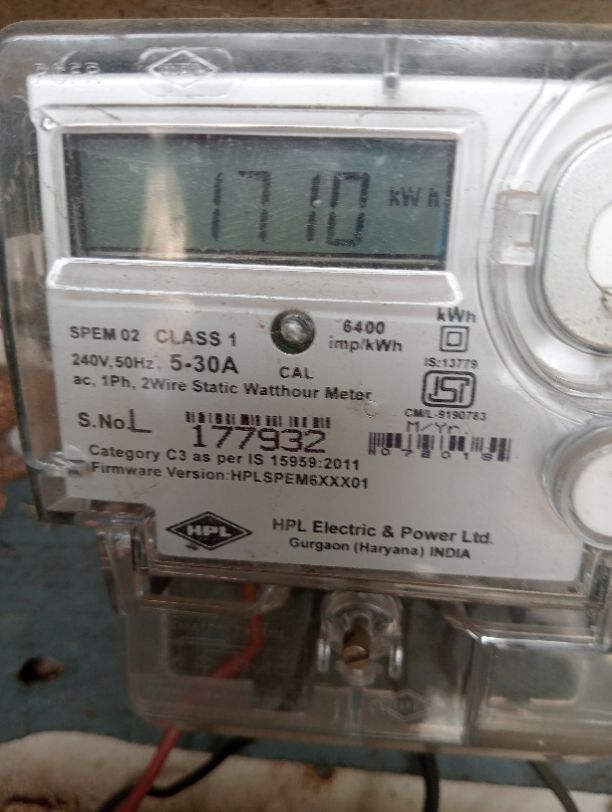 1710 kWh
SPEM 02 CLASS 1
6400
imp/kWh
kWh
240V, 50Hz, 5-30A
CAL
IS:13779
ac, 1Ph, 2Wire Static Watthour Meter
ISI
CM/L-9190783
S.No. L 177932
M/Yr.
Category C3 as per IS 15959:2011
Firmware Version:HPLSPEM6XXX01
HPL
HPL Electric & Power Ltd.
Gurgaon (Haryana) INDIA